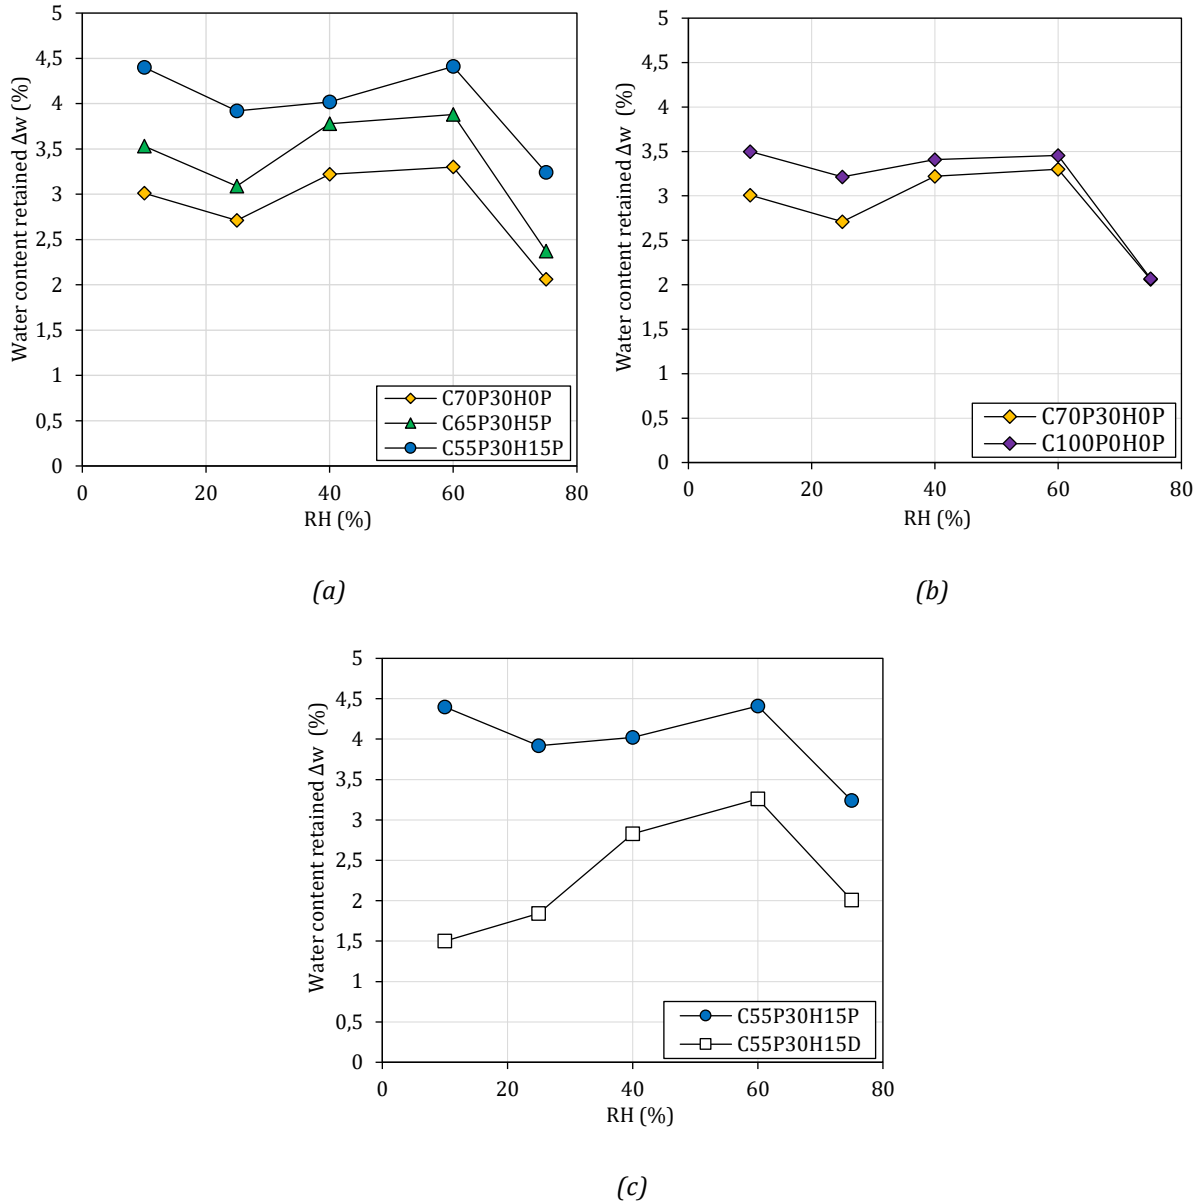 5
4,5
4
3,5
3
2,5
2
1,5
1
0,5
0
Water content retained Δw (%)
0 20 40 60 80
RH (%)
C70P30H0P
C65P30H5P
C55P30H15P
(a)
5
4,5
4
3,5
3
2,5
2
1,5
1
0,5
0
Water content retained Δw (%)
0 20 40 60 80
RH (%)
C70P30H0P
C100P0H0P
(b)
5
4,5
4
3,5
3
2,5
2
1,5
1
0,5
0
Water content retained Δw (%)
0 20 40 60 80
RH (%)
C55P30H15P
C55P30H15D
(c)